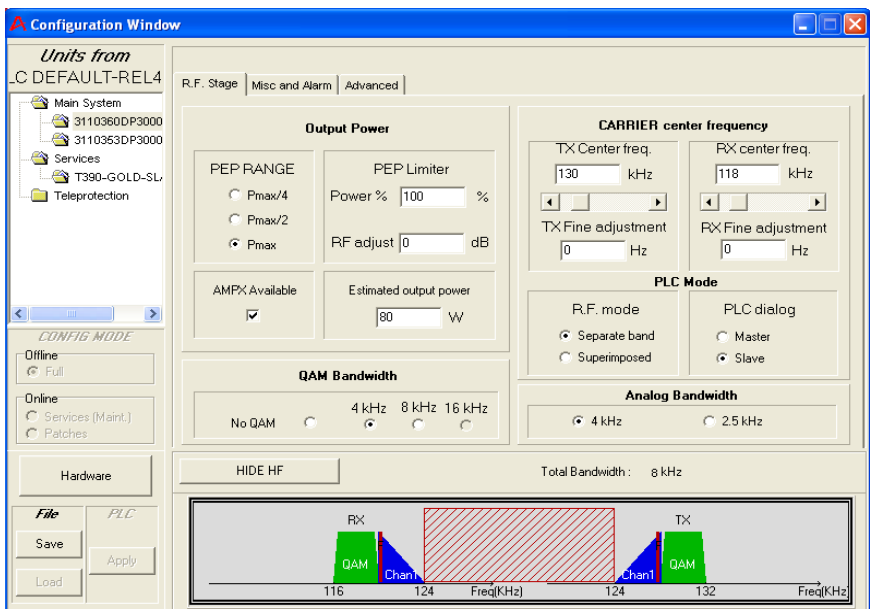 Configuration Window
Units from
_C DEFAULT-REL4
Main System
3110360DP3000
3110353DP3000
Services
T390-GOLD-SL
Teleprotection
CONFIG MODE
Offline
Full
Online
Services (Maint.)
Patches
Hardware
File
PLC
Save
Apply
Load
R.F. Stage
Misc and Alarm
Advanced
Output Power
PEP RANGE
Pmax/4
Pmax/2
Pmax
PEP Limiter
Power % 100 %
RF adjust 0 dB
AMPX Available
Estimated output power
80 W
QAM Bandwidth
4 kHz 8 kHz 16 kHz
No QAM
CARRIER center frequency
TX Center freq.
130 kHz
TX Fine adjustment
0 Hz
RX center freq.
118 kHz
RX Fine adjustment
0 Hz
PLC Mode
R.F. mode
Separate band
Superimposed
PLC dialog
Master
Slave
Analog Bandwidth
4 kHz
2.5 kHz
HIDE HF
Total Bandwidth : 8 kHz
RX
TX
QAM
Chan1
Chan1
QAM
116
124
Freq(KHz)
124
132
Freq(KHz)